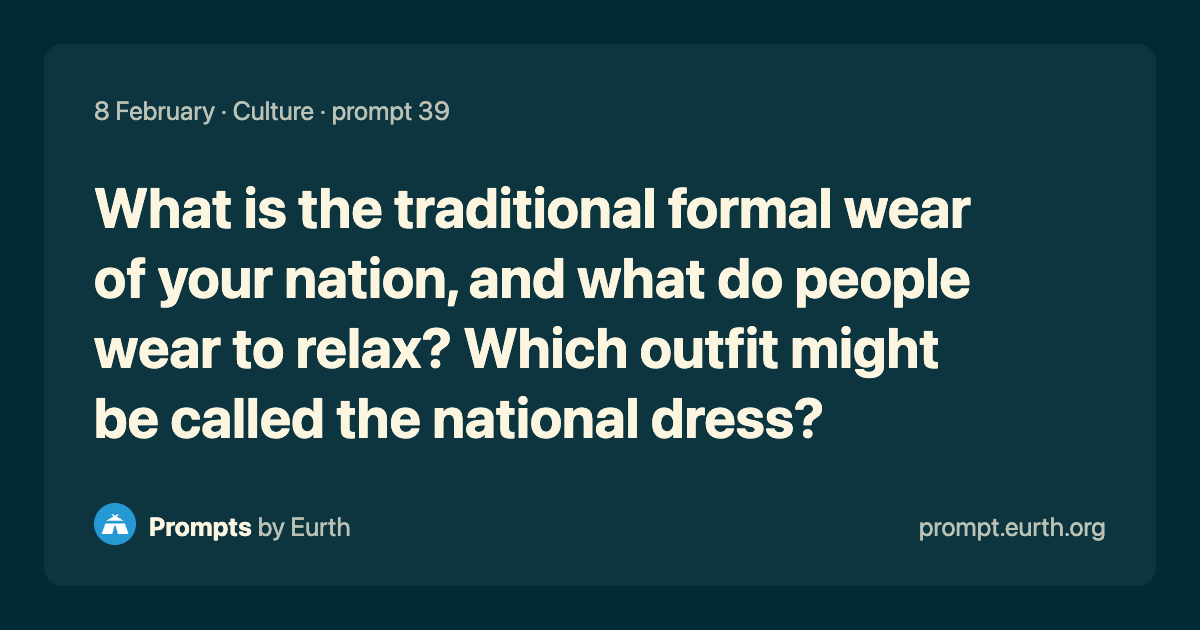 8 February · Culture · prompt 39
What is the traditional formal wear
of your nation, and what do people
wear to relax? Which outfit might
be called the national dress?
Prompts by Eurth
prompt.eurth.org